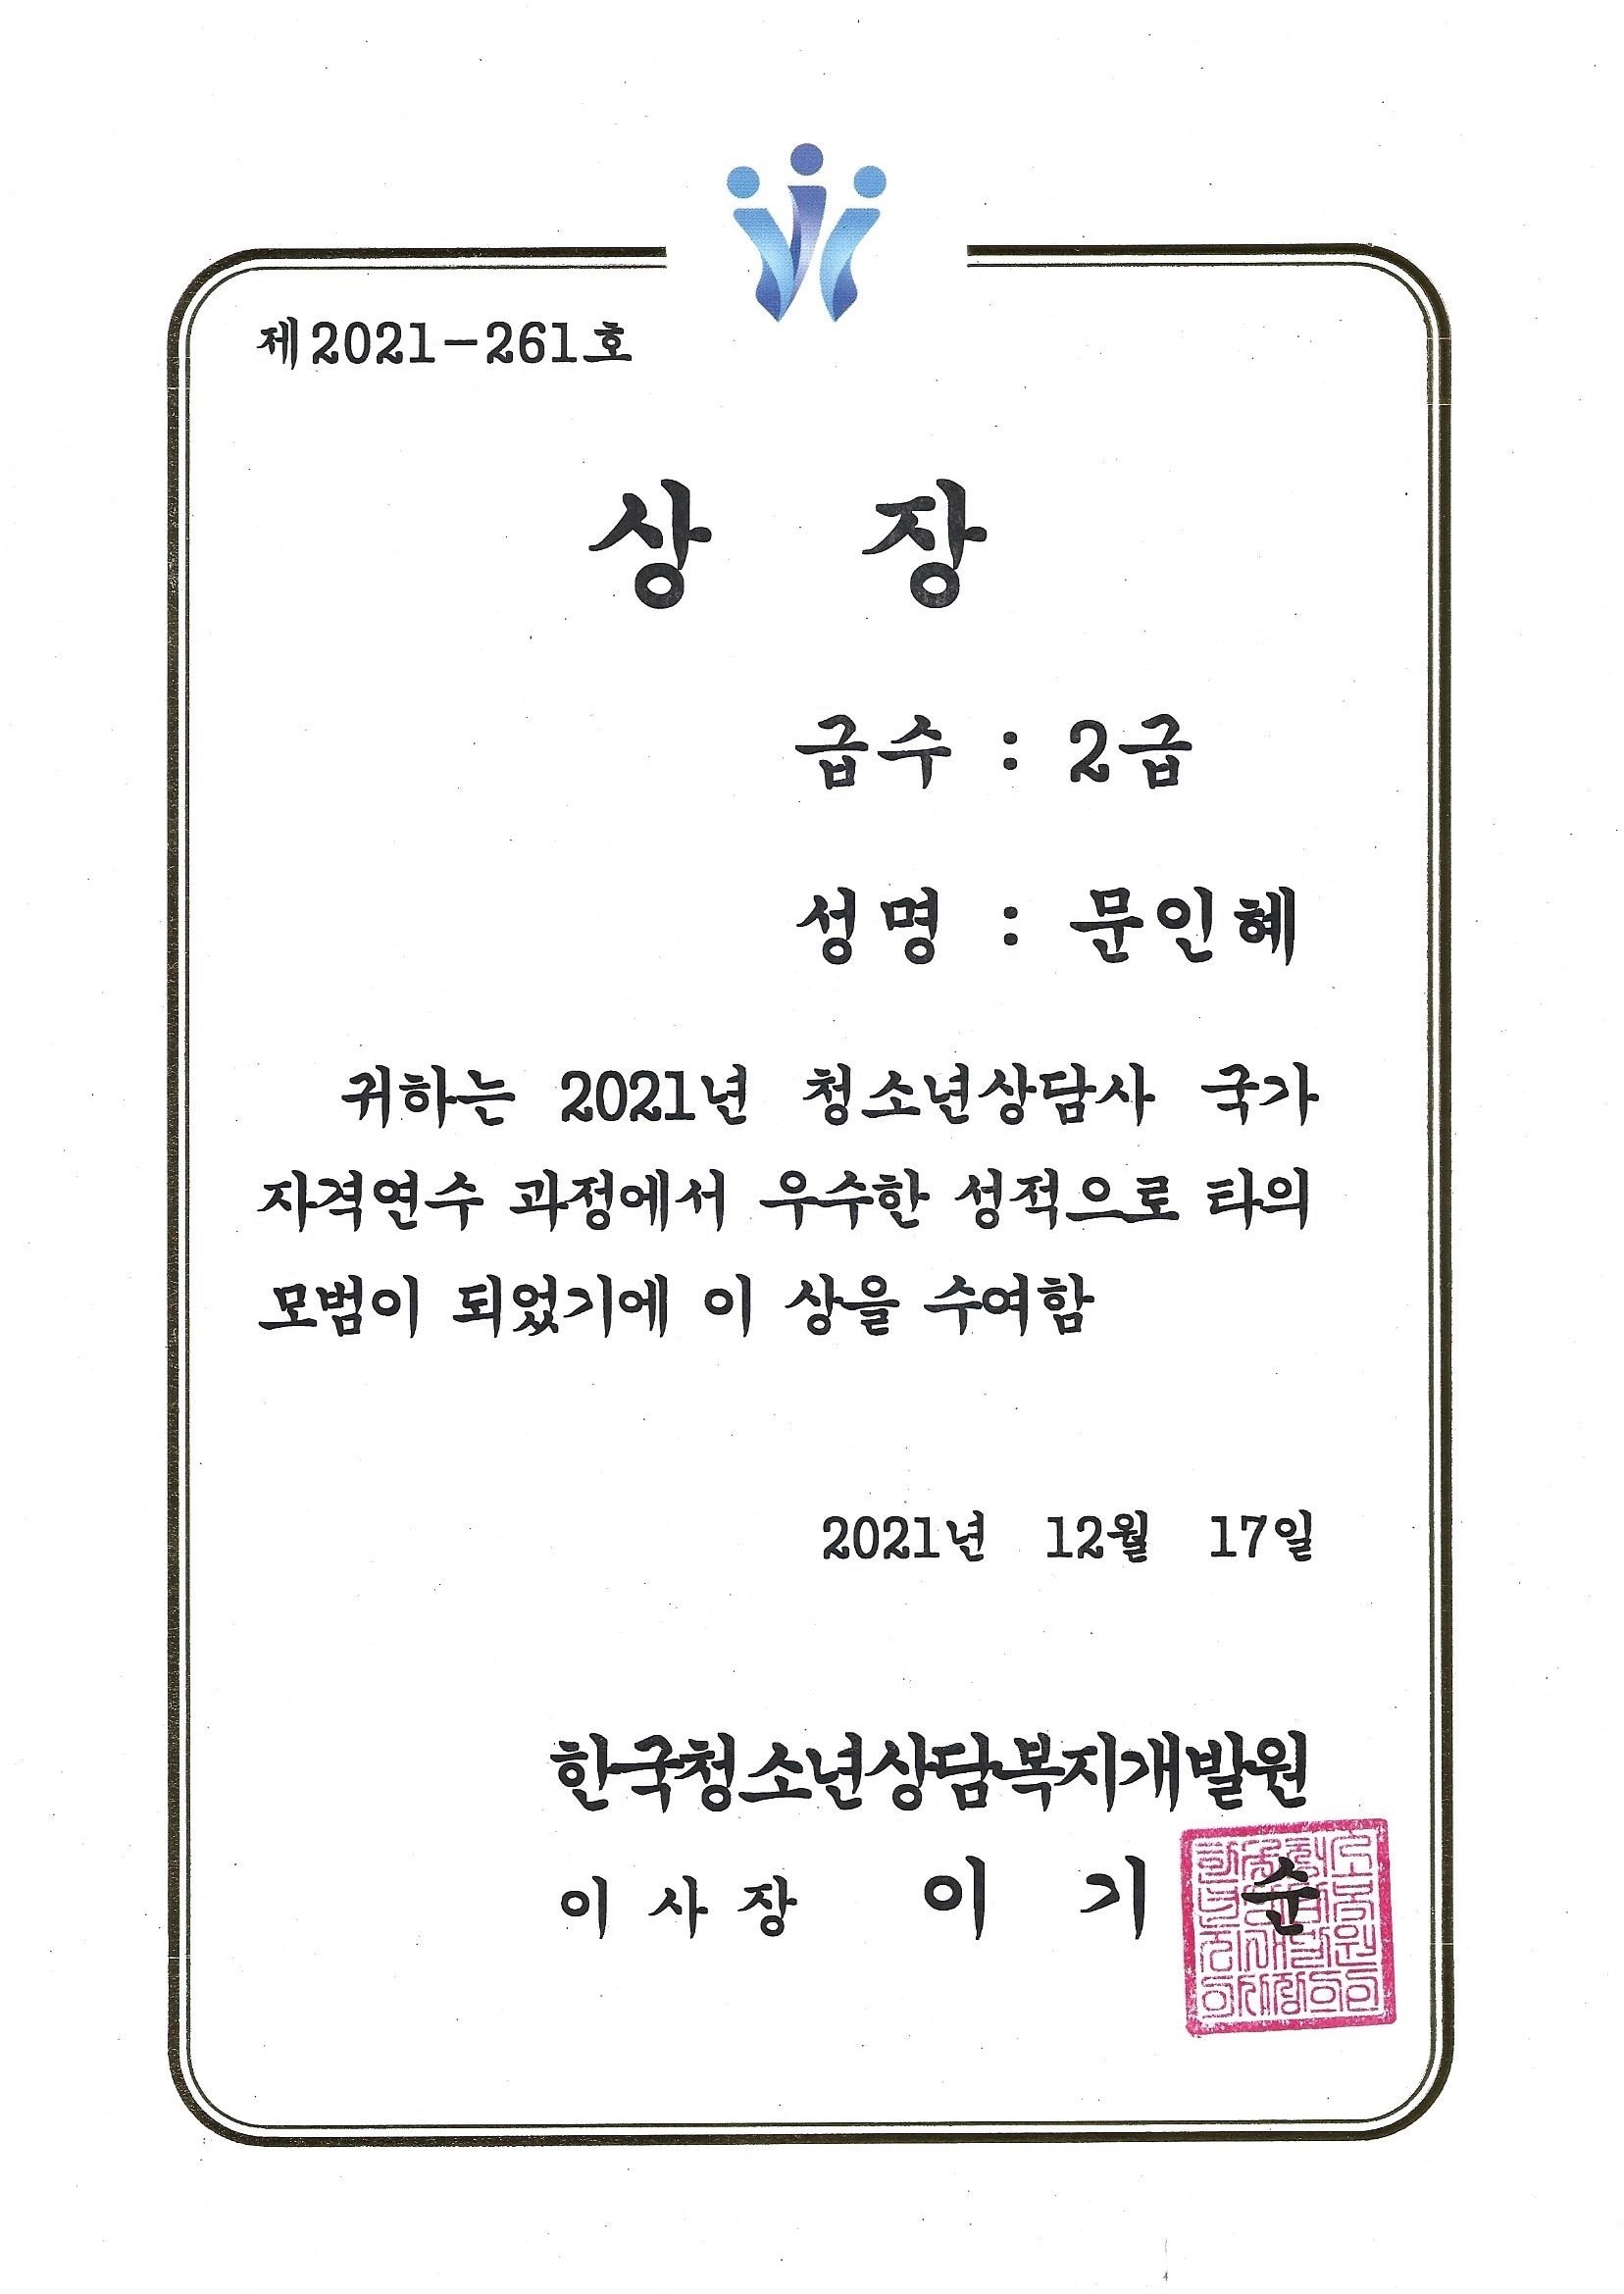 제2021-261호
상 장
급수 : 2급
성명 : 문인혜
귀하는 2021년 청소년상담사 국가
자격연수 과정에서 우수한 성적으로 타의
모범이 되었기에 이 상을 수여함
2021년 12월 17일
한국청소년상담복지개발원
이사장 이 기 순